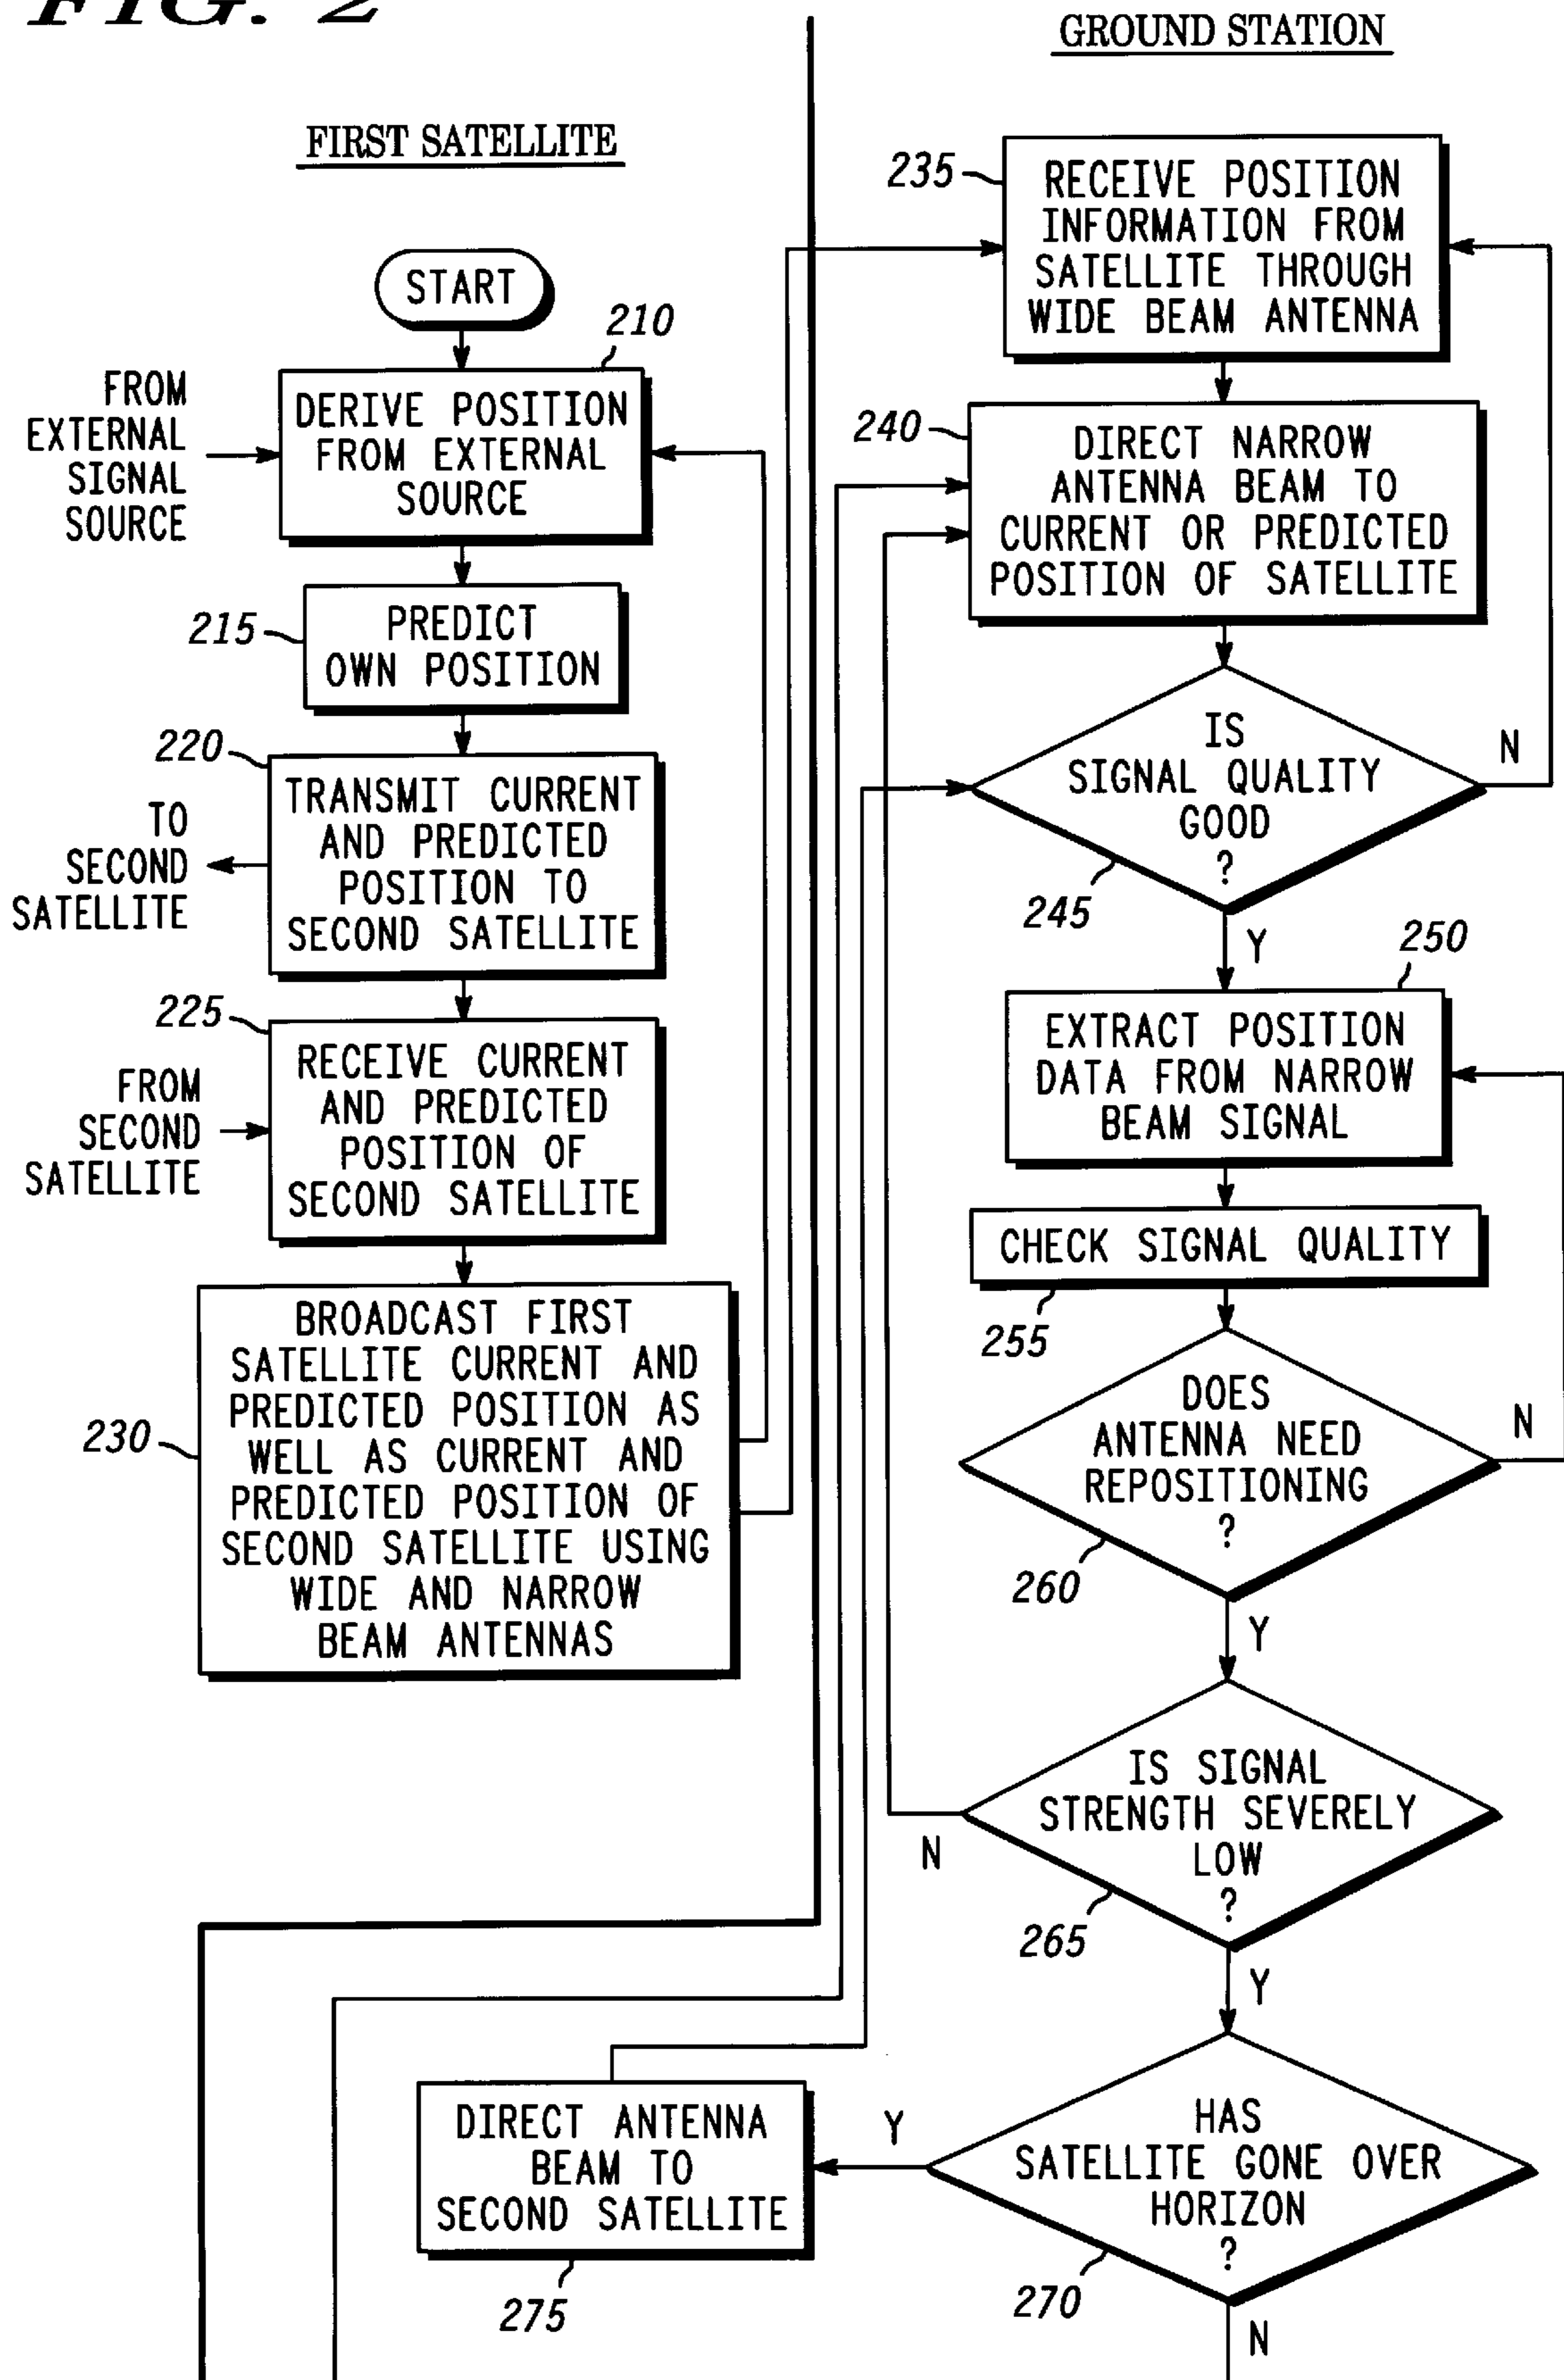 FIG. 2
FIRST SATELLITE
START
210
FROM
EXTERNAL
SIGNAL
SOURCE
DERIVE POSITION
FROM EXTERNAL
SOURCE
215
PREDICT
OWN POSITION
220
TO
SECOND
SATELLITE
TRANSMIT CURRENT
AND PREDICTED
POSITION TO
SECOND SATELLITE
225
FROM
SECOND
SATELLITE
RECEIVE CURRENT
AND PREDICTED
POSITION OF
SECOND SATELLITE
230
BROADCAST FIRST
SATELLITE CURRENT AND
PREDICTED POSITION AS
WELL AS CURRENT AND
PREDICTED POSITION OF
SECOND SATELLITE USING
WIDE AND NARROW
BEAM ANTENNAS
GROUND STATION
235
RECEIVE POSITION
INFORMATION FROM
SATELLITE THROUGH
WIDE BEAM ANTENNA
240
DIRECT NARROW
ANTENNA BEAM TO
CURRENT OR PREDICTED
POSITION OF SATELLITE
IS
SIGNAL QUALITY
GOOD
?
N
245
Y
250
EXTRACT POSITION
DATA FROM NARROW
BEAM SIGNAL
CHECK SIGNAL QUALITY
255
DOES
ANTENNA NEED
REPOSITIONING
?
N
260
Y
IS SIGNAL
STRENGTH SEVERELY
LOW
?
N
265
Y
HAS
SATELLITE GONE OVER
HORIZON
?
Y
270
N
DIRECT ANTENNA
BEAM TO
SECOND SATELLITE
275